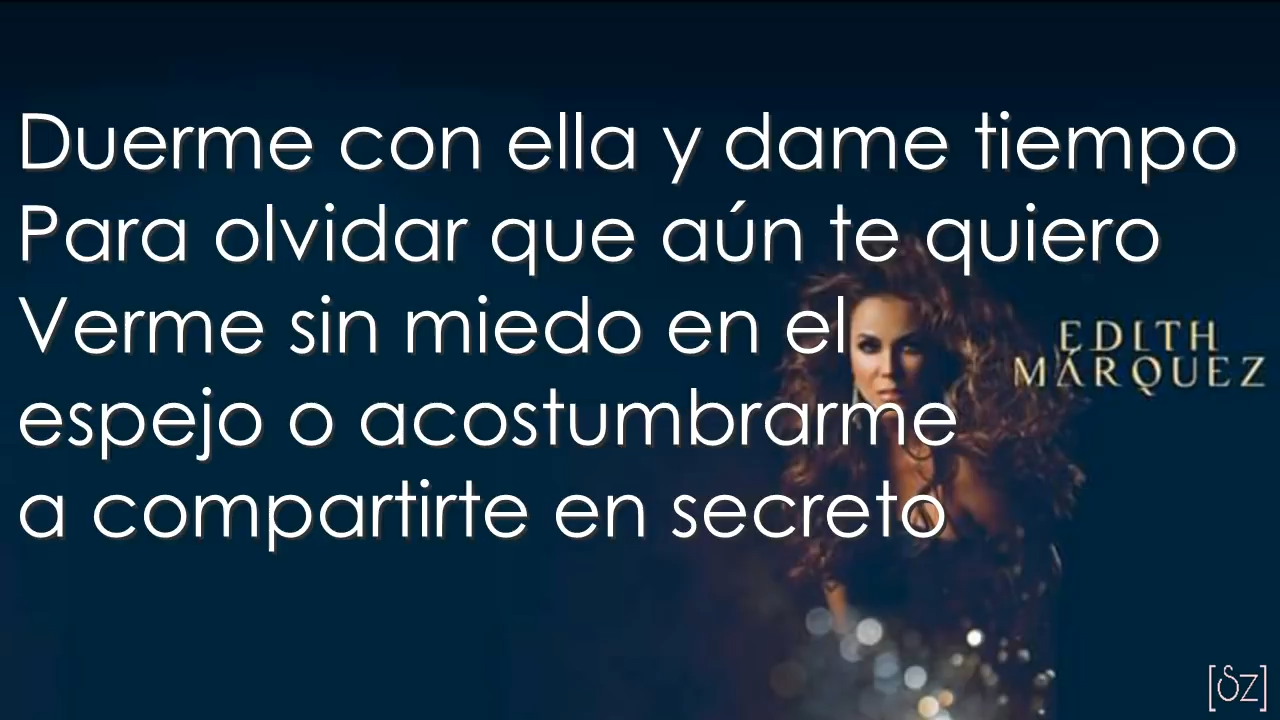 Duerme con ella y dame tiempo
Para olvidar que aún te quiero
Verme sin miedo en el
espejo o acostumbrarme
a compartirte en secreto
EDITH
MÁRQUEZ
[SZ]